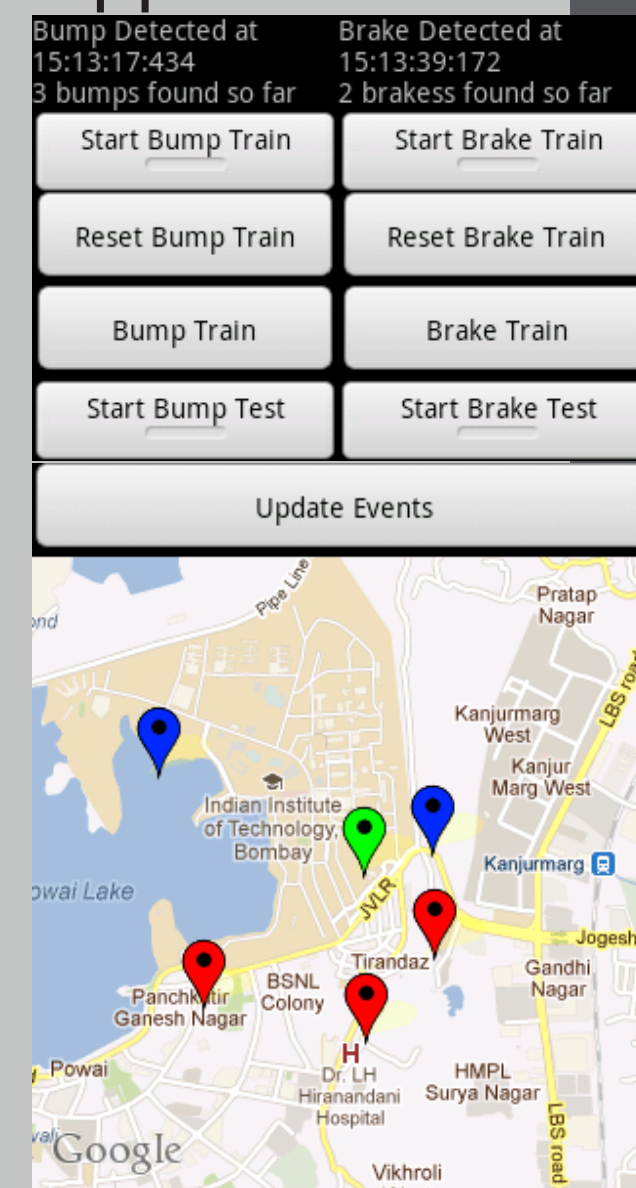 Bump Detected at
15:13:17:434
3 bumps found so far
Brake Detected at
15:13:39:172
2 brakess found so far
Start Bump Train
Start Brake Train
Reset Bump Train
Reset Brake Train
Bump Train
Brake Train
Start Bump Test
Start Brake Test
Update Events
Pipe Line
Pratap
Nagar
LBS road
Kanjurmarg
West
Kanjur
Marg West
Indian Institute
of Technology,
Bombay
Kanjurmarg
JVLR
Tirandaz
BSNL
Colony
Gandhi
Nagar
Ganesh Nagar
Powai
H
Dr. LH
Hiranandani
Hospital
HMPL
Surya Nagar
LBS road
Google
Vikhroli